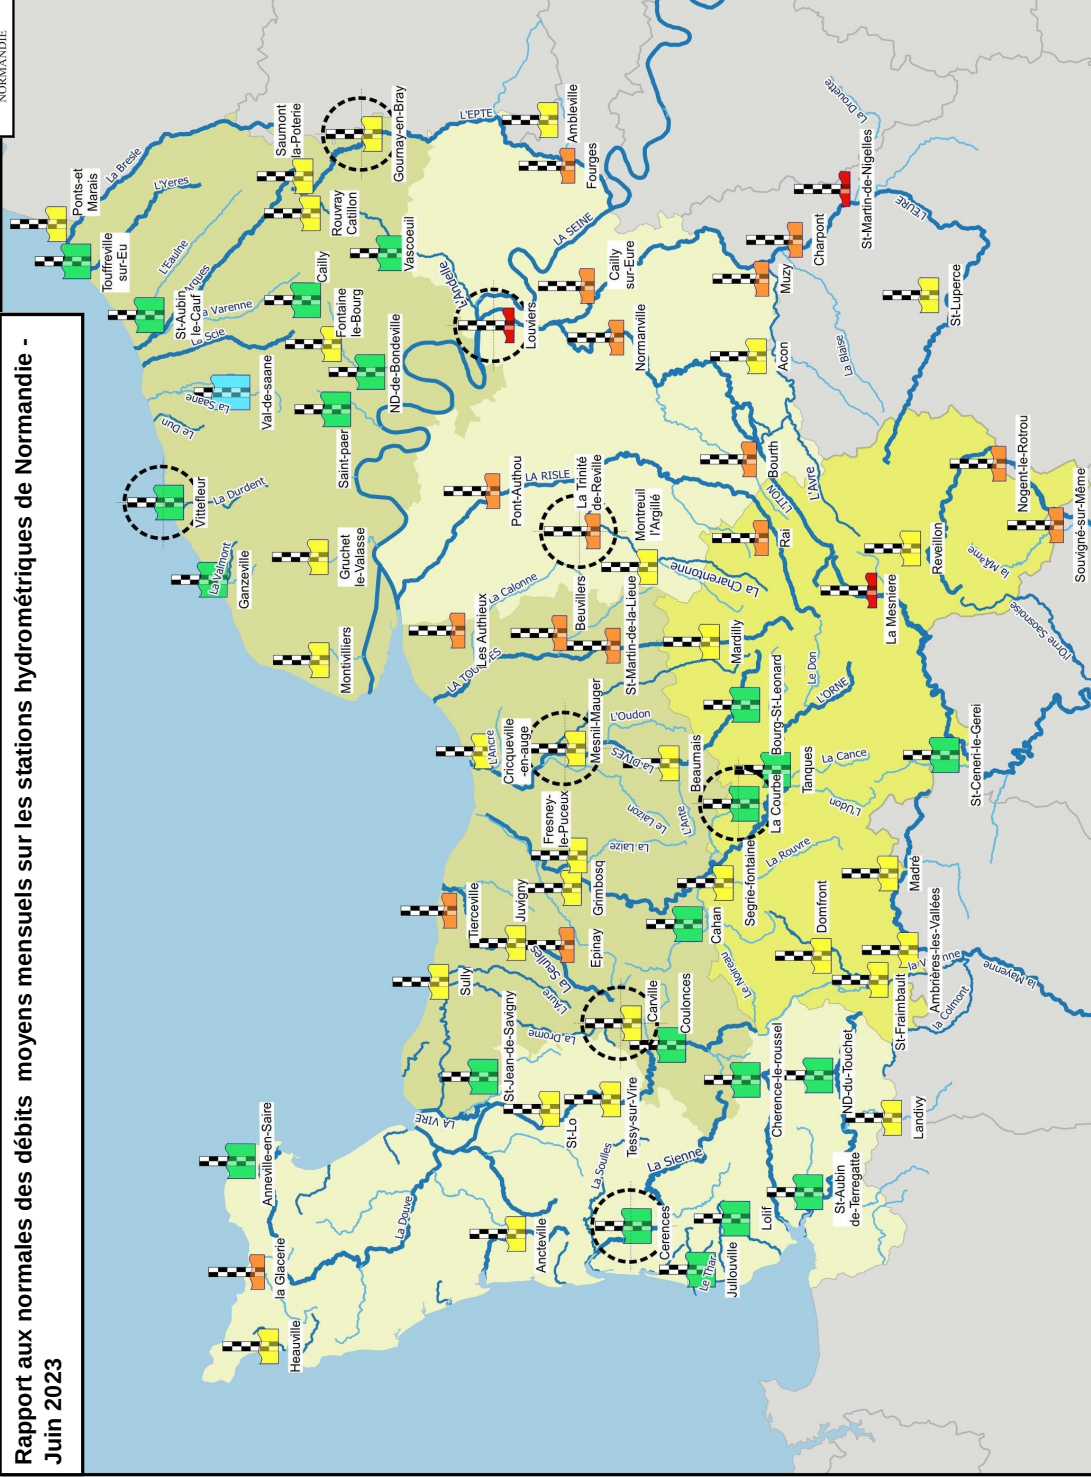 Rapport aux normales des débits moyens mensuels sur les stations hydrométriques de Normandie -
Juin 2023
NORMANDIE
Ponts-et
Marais
La Bresle
Touffreville
sur-Eu
L'Yeres
L'Eaulne
Arques
St-Aubin
le-Cauf
La Varenne
La Scie
Saumont
la-Poterie
Gournay-en-Bray
Rouvray
Catillon
Cailly
Fontaine
le-Bourg
Vascoeuil
ND-de-Bondeville
Val-de-saane
La Saane
Le Dun
Saint-paer
Vittefleur
La Durdent
La Valmont
Ganzeville
Gruchet
le-Valasse
Montivilliers
L'EPTE
Ambleville
Fourges
LA SEINE
L'Andelle
Louviers
Cailly
sur-Eure
Normanville
La Drouette
St-Martin-de-Nigelles
L'EURE
Charpont
Muzy
St-Luperce
Acon
La Blaise
Pont-Authou
LA RISLE
La Trinité
de-Reville
Montreuil
l'Argillé
Bourth
L'ITON
L'Avre
Rai
La Charentonne
Nogent-le-Rotrou
Souvigné-sur-Même
Reveillon
La Mesniere
l'Orne Saosnoise
Les Authieux
La Calonne
LA TOUQUES
Beuvillers
St-Martin-de-la-Lieue
Mardilly
Le Don
L'ORNE
L'Ancre
Cricqueville
-en-auge
Mesnil-Mauger
L'Oudon
La DIVES
Beaumais
L'Ante
Le Laizon
La Laize
Bourg-St-Leonard
La Courbe
Tanques
La Cance
L'Udon
St-Ceneri-le-Gerei
Fresney-
le-Puceux
Grimbosq
Segrie-fontaine
La Rouvre
Madré
Tierceville
Juvigny
La Seulles
Epinay
Cahan
Le Noireau
Domfront
Ambrières-les-Vallées
la Mayenne
St-Fraimbault
la Colmont
Sully
L'Aure
La Drome
Carville
Coulonces
St-Jean-de-Savigny
LA VIRE
St-Lo
Tessy-sur-Vire
Cherence-le-roussel
ND-du-Touchet
Landivy
Anneville-en-Saire
La Douve
La Soulles
La Sienne
St-Aubin
de-Terregatte
la Glacerie
Heauville
Ancteville
Cerences
Lolif
Le Thar
Jullouville